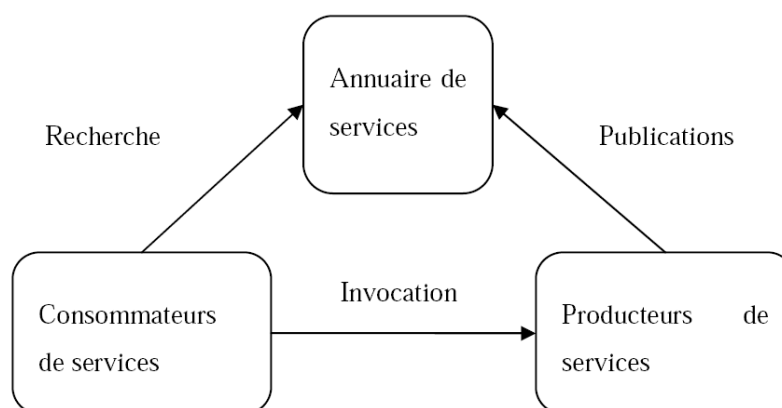 Annuaire de
services
Recherche
Publications
Invocation
Consommateurs
de services
Producteurs de
services